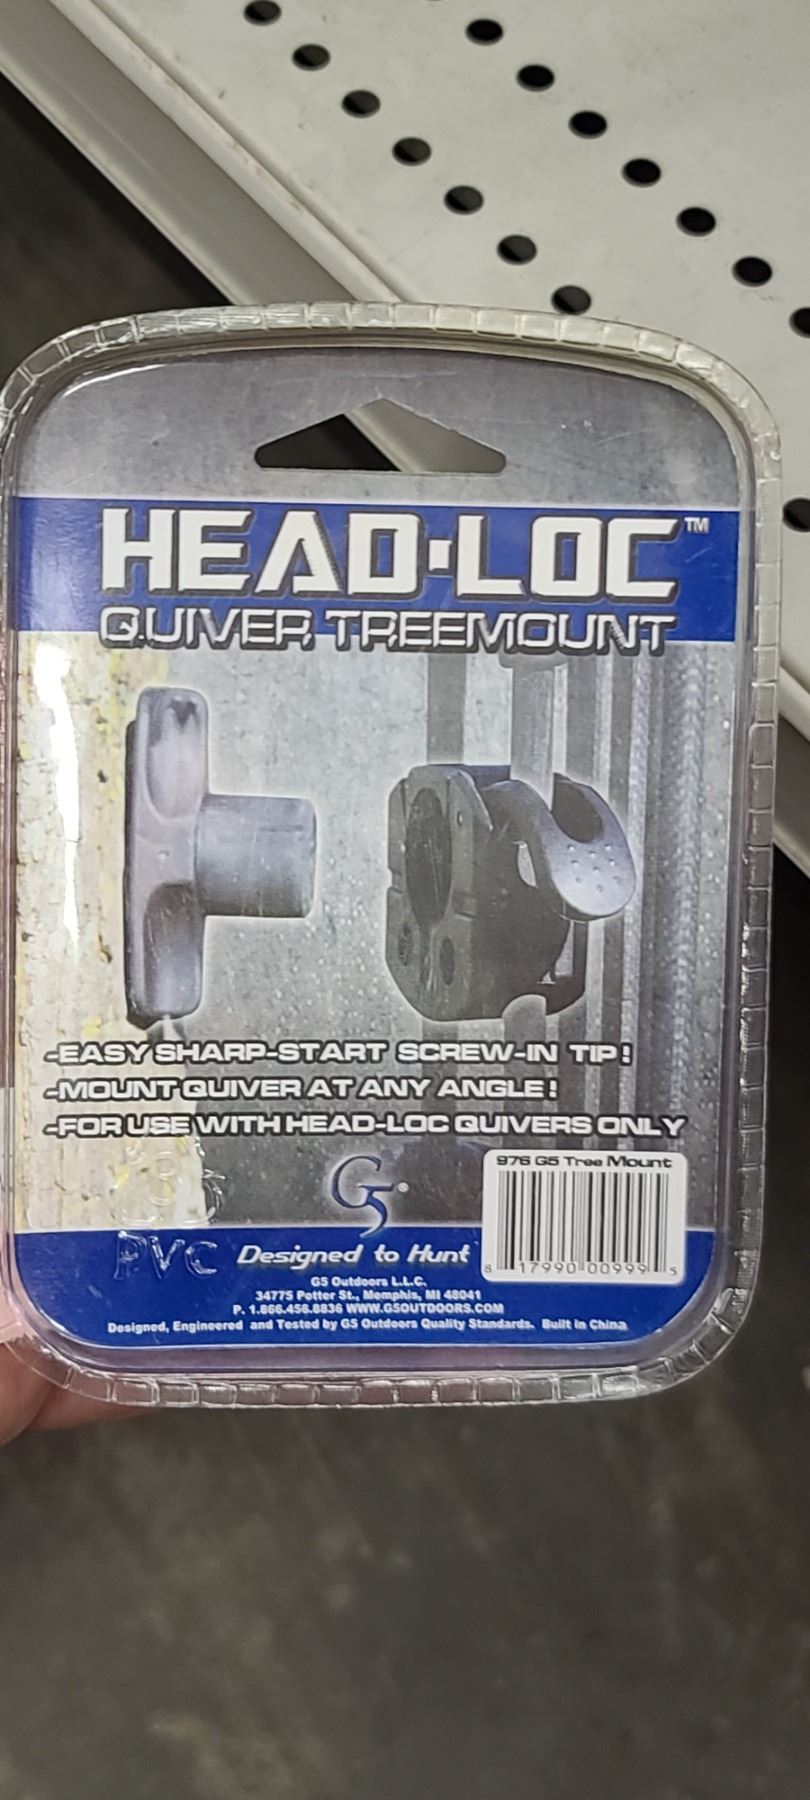 HEAD·LOC™
QUIVER TREEMOUNT
-EASY SHARP-START SCREW-IN TIP!
-MOUNT QUIVER AT ANY ANGLE!
-FOR USE WITH HEAD-LOC QUIVERS ONLY
976 G5 Tree Mount
G5®
8 17990 00999 5
3
PVC
Designed to Hunt
G5 Outdoors L.L.C.
34775 Potter St., Memphis, MI 48041
P. 1.866.456.8836 WWW.G5OUTDOORS.COM
Designed, Engineered and Tested by G5 Outdoors Quality Standards. Built in China